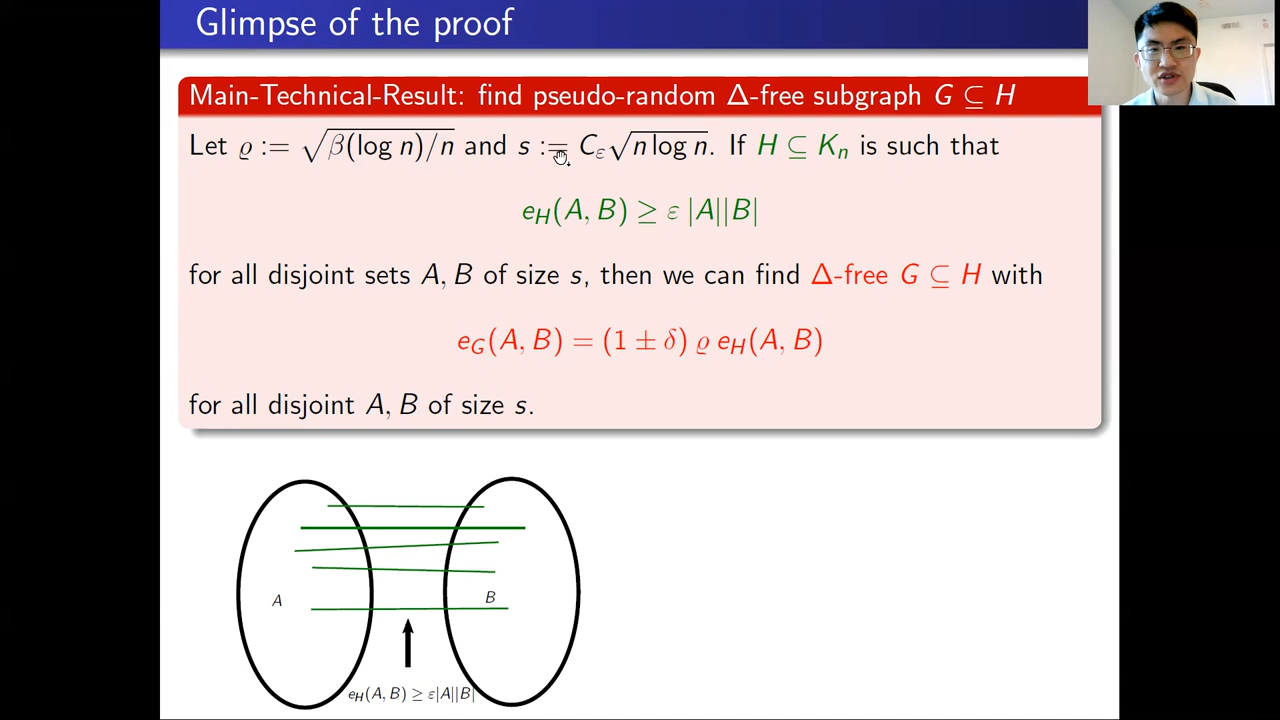 Glimpse of the proof
Main-Technical-Result: find pseudo-random Δ-free subgraph G ⊆ H
Let ϱ := √β(log n)/n and s := C_ε√n log n. If H ⊆ K_n is such that
e_H(A, B) ≥ ε |A||B|
for all disjoint sets A, B of size s, then we can find Δ-free G ⊆ H with
e_G(A, B) = (1 ± δ) ϱ e_H(A, B)
for all disjoint A, B of size s.
A
B
e_H(A, B) ≥ ε|A||B|